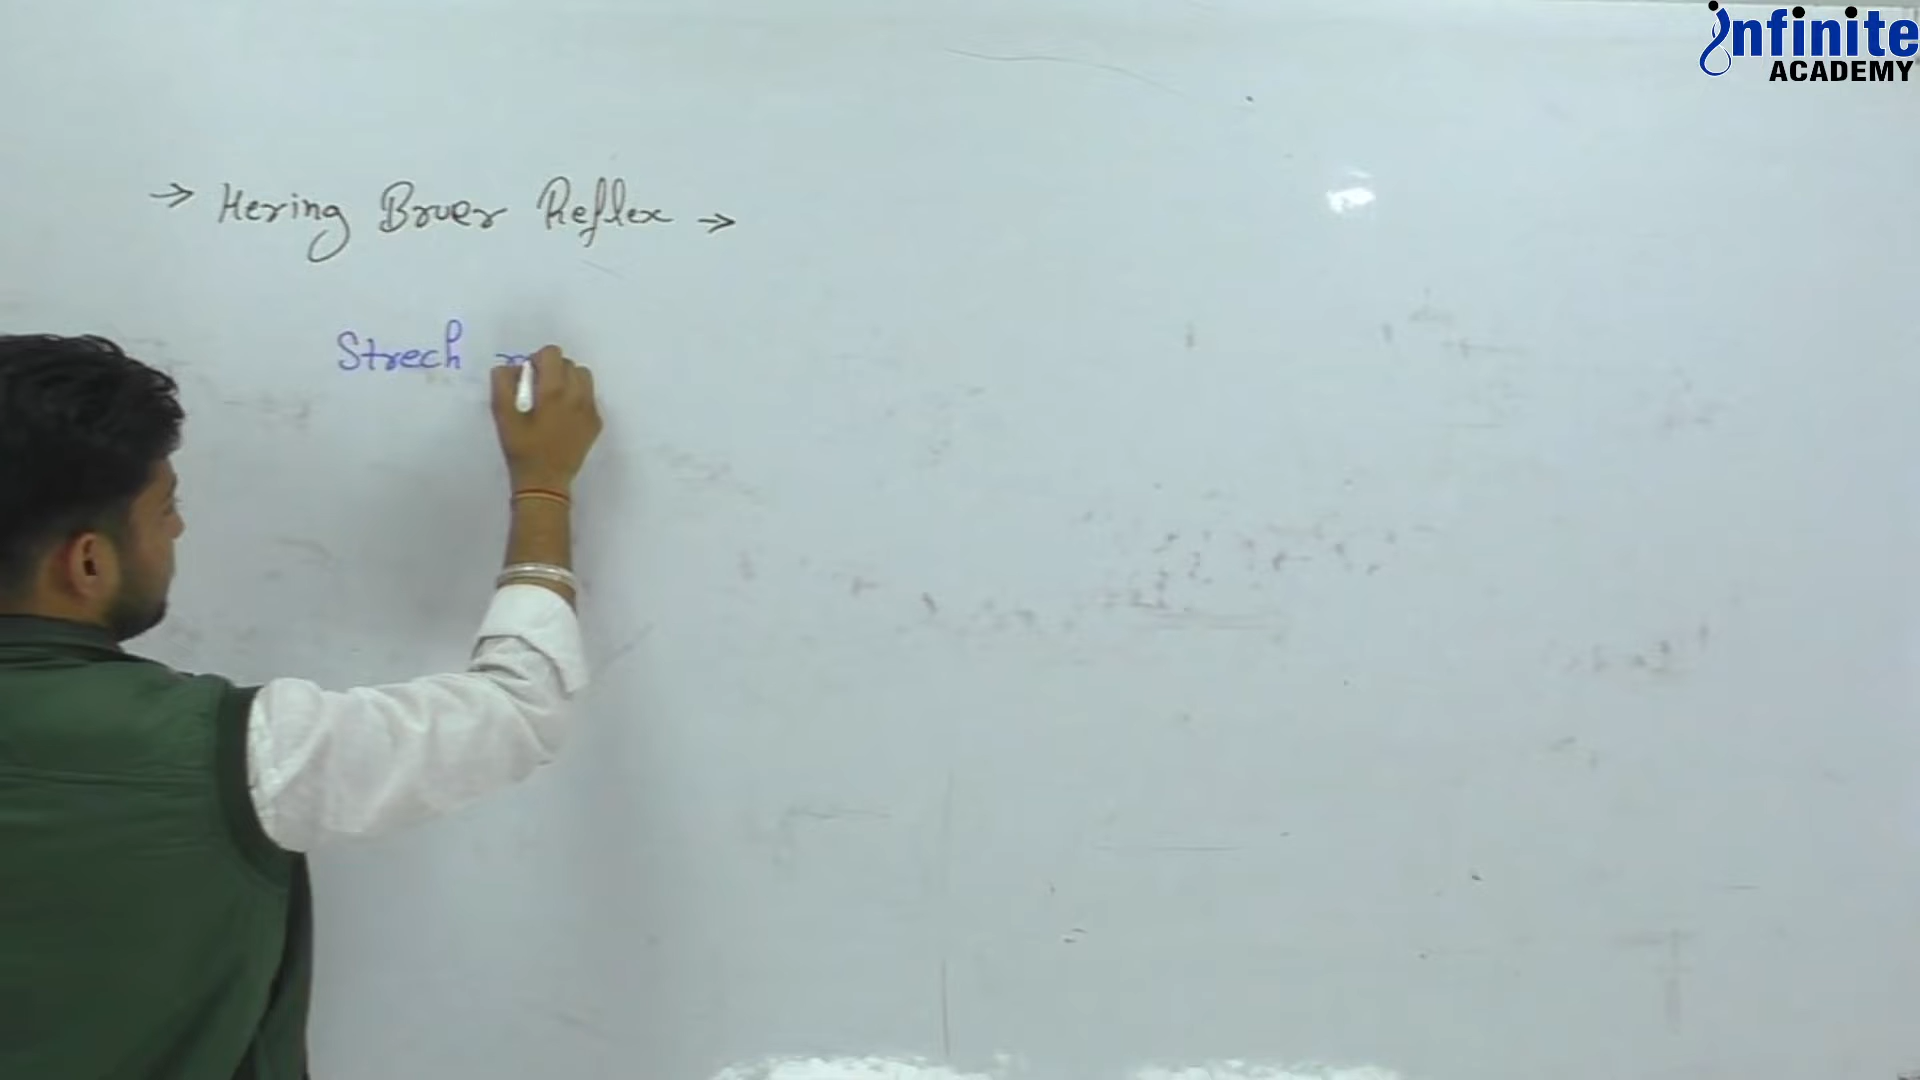 infinite
ACADEMY
→ Hering Bruer Reflex →
Strech